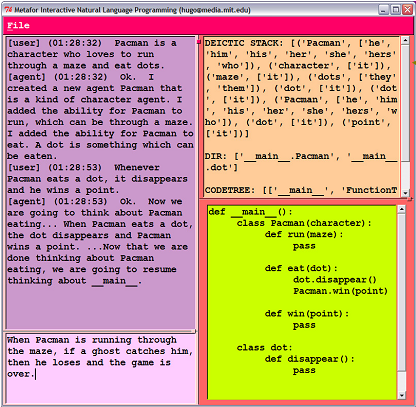 Metafor Interactive Natural Language Programming (hugo@media.mit.edu)
File
[user] (01:28:32)  Pacman is a
character who loves to run
through a maze and eat dots.
[agent] (01:28:32)  Ok.  I
created a new agent Pacman that
is a kind of character agent. I
added the ability for Pacman to
run, which can be through a maze.
I added the ability for Pacman to
eat. A dot is something which can
be eaten.
[user] (01:28:53)  Whenever
Pacman eats a dot, it disappears
and he wins a point.
[agent] (01:28:53)  Ok.  Now we
are going to think about Pacman
eating... When Pacman eats a dot,
the dot disappears and Pacman
wins a point. ...Now that we are
done thinking about Pacman
eating, we are going to resume
thinking about __main__.
When Pacman is running through
the maze, if a ghost catches him,
then he loses and the game is
over.
DEICTIC STACK: [('Pacman', ['he',
'him', 'his', 'her', 'she', 'hers
', 'who']), ('character', ['it']),
('maze', ['it']), ('dots', ['they
', 'them']), ('dot', ['it']), ('dot
', ['it']), ('Pacman', ['he', 'him
', 'his', 'her', 'she', 'hers', 'w
ho']), ('dot', ['it']), ('point',
['it'])]
DIR: ['__main__.Pacman', '__main__
.dot']
CODETREE: [['__main__', 'FunctionT
def __main__():
class Pacman(character):
def run(maze):
pass
def eat(dot):
dot.disappear()
Pacman.win(point)
def win(point):
pass
class dot:
def disappear():
pass